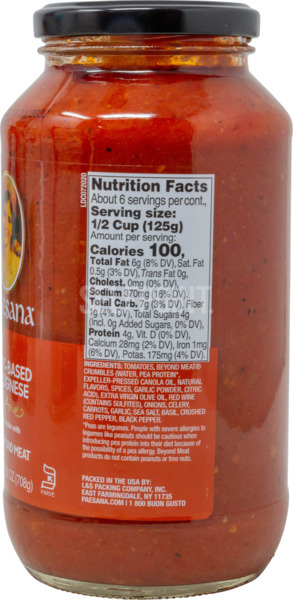 esana
-BASED
GNESE
OND MEAT
OZ (708g)
PARVE
LD072020
Nutrition Facts
About 6 servings per cont.,
Serving size:
1/2 Cup (125g)
Amount per serving:
Calories 100,
Total Fat 6g (8% DV), Sat. Fat
0.5g (3% DV), Trans Fat 0g,
Cholest. 0mg (0% DV),
Sodium 370mg (16% DV),
Total Carb. 7g (3% DV), Fiber
1g (4% DV), Total Sugars 4g
(Incl. 0g Added Sugars, 0% DV),
Protein 4g, Vit. D (0% DV),
Calcium 28mg (2% DV), Iron 1mg
(6% DV), Potas. 175mg (4% DV).
INGREDIENTS: TOMATOES, BEYOND MEAT®
CRUMBLES (WATER, PEA PROTEIN*,
EXPELLER-PRESSED CANOLA OIL, NATURAL
FLAVORS, SPICES, GARLIC POWDER, CITRIC
ACID), EXTRA VIRGIN OLIVE OIL, RED WINE
(CONTAINS SULFITES), ONIONS, CELERY,
CARROTS, GARLIC, SEA SALT, BASIL, CRUSHED
RED PEPPER, BLACK PEPPER.
*Peas are legumes. People with severe allergies to
legumes like peanuts should be cautious when
introducing pea protein into their diet because of
the possibility of a pea allergy. Beyond Meat
products do not contain peanuts or tree nuts.
PACKED IN THE USA BY:
L&S PACKING COMPANY, INC.
EAST FARMINGDALE, NY 11735
PAESANA.COM | 1 800 BUON GUSTO